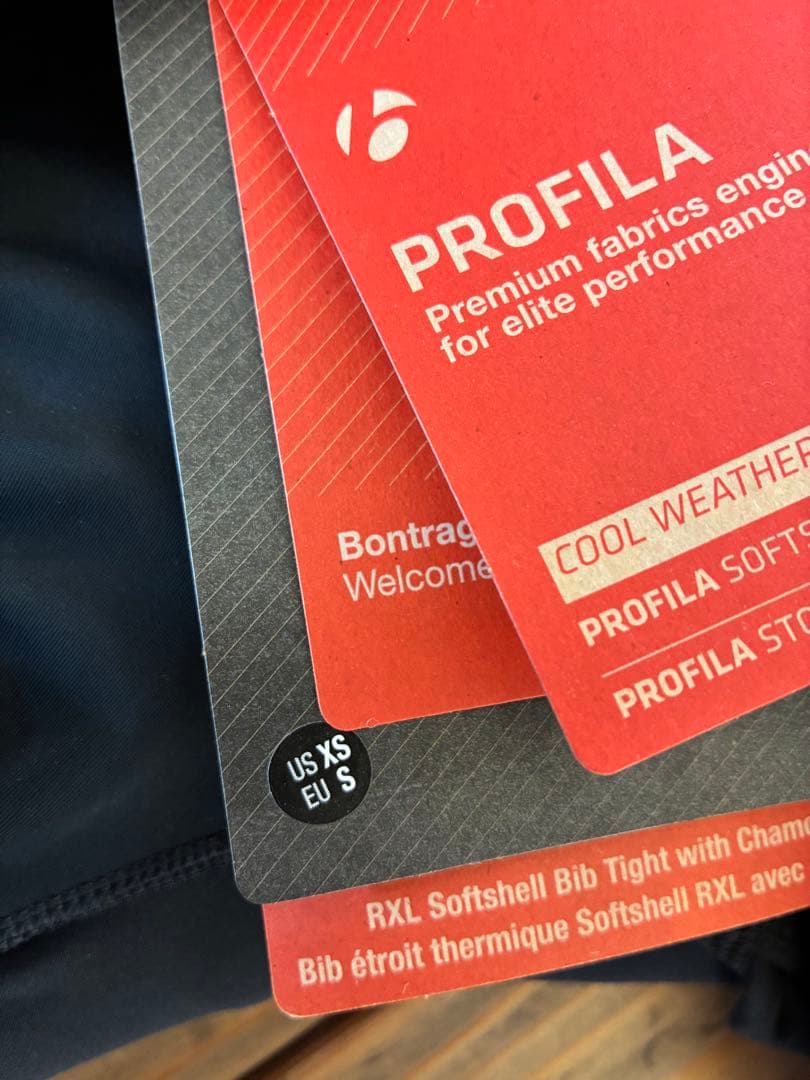 PROFILA
Premium fabrics engin
for elite performance
COOL WEATHER
PROFILA SOFTS
PROFILA STO
Bontrag
Welcome
US XS
EU S
RXL Softshell Bib Tight with Chamo
Bib étroit thermique Softshell RXL avec